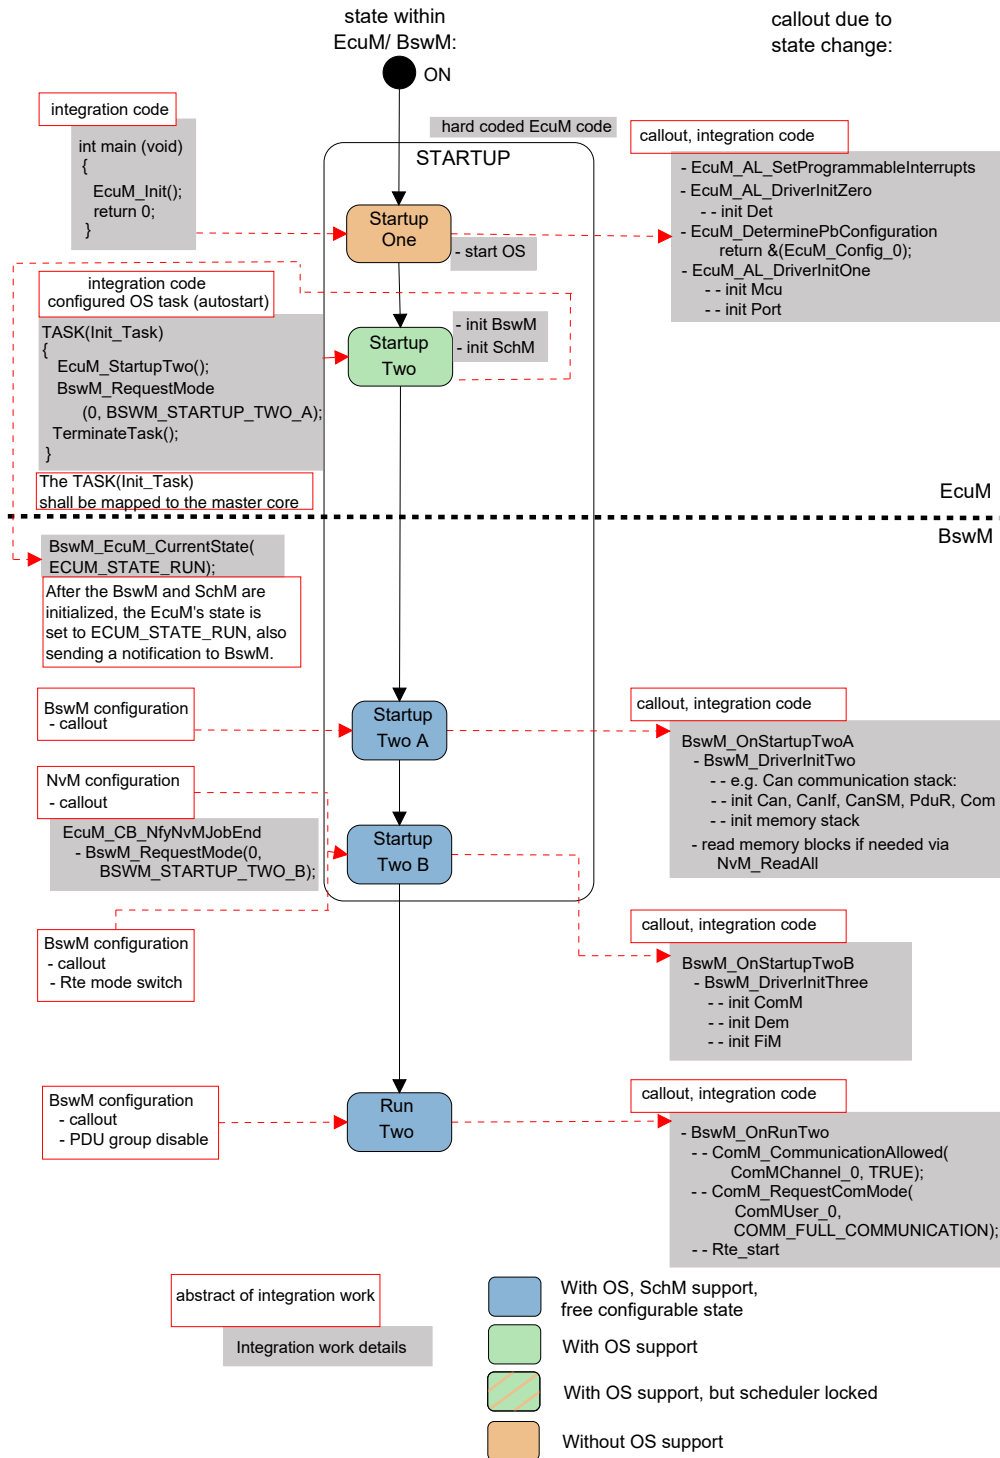 state within
EcuM/ BswM:
callout due to
state change:
ON
integration code
hard coded EcuM code
callout, integration code
int main (void)
{
EcuM_Init();
return 0;
}
STARTUP
- EcuM_AL_SetProgrammableInterrupts
- EcuM_AL_DriverInitZero
- - init Det
- EcuM_DeterminePbConfiguration
return &(EcuM_Config_0);
- EcuM_AL_DriverInitOne
- - init Mcu
- - init Port
Startup
One
- start OS
integration code
configured OS task (autostart)
TASK(Init_Task)
{
EcuM_StartupTwo();
BswM_RequestMode
(0, BSWM_STARTUP_TWO_A);
TerminateTask();
}
Startup
Two
- init BswM
- init SchM
The TASK(Init_Task)
shall be mapped to the master core
EcuM
BswM
BswM_EcuM_CurrentState(
ECUM_STATE_RUN);
After the BswM and SchM are
initialized, the EcuM's state is
set to ECUM_STATE_RUN, also
sending a notification to BswM.
BswM configuration
- callout
Startup
Two A
callout, integration code
BswM_OnStartupTwoA
- BswM_DriverInitTwo
- - e.g. Can communication stack:
- - init Can, CanIf, CanSM, PduR, Com
- - init memory stack
- read memory blocks if needed via
NvM_ReadAll
NvM configuration
- callout
EcuM_CB_NfyNvMJobEnd
- BswM_RequestMode(0,
BSWM_STARTUP_TWO_B);
Startup
Two B
BswM configuration
- callout
- Rte mode switch
callout, integration code
BswM_OnStartupTwoB
- BswM_DriverInitThree
- - init ComM
- - init Dem
- - init FiM
BswM configuration
- callout
- PDU group disable
Run
Two
callout, integration code
- BswM_OnRunTwo
- - ComM_CommunicationAllowed(
ComMChannel_0, TRUE);
- - ComM_RequestComMode(
ComMUser_0,
COMM_FULL_COMMUNICATION);
- - Rte_start
abstract of integration work
Integration work details
With OS, SchM support,
free configurable state
With OS support
With OS support, but scheduler locked
Without OS support